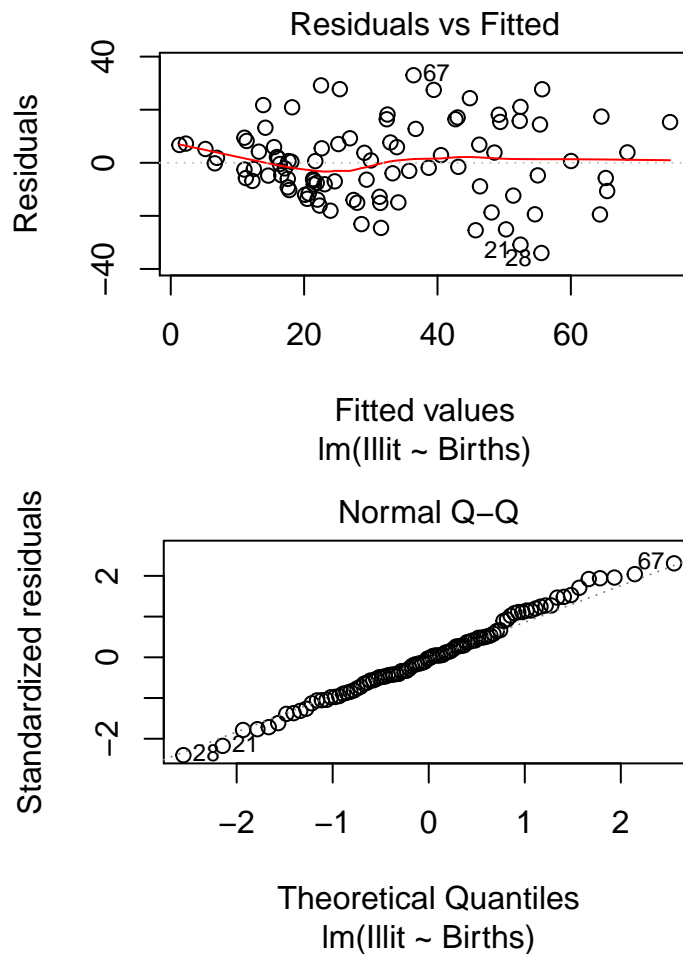 Residuals vs Fitted
Residuals
40
0
−40
67
21
28
0 20 40 60
Fitted values
lm(Illit ~ Births)
Normal Q−Q
Standardized residuals
2
0
−2
67
28
21
−2 −1 0 1 2
Theoretical Quantiles
lm(Illit ~ Births)